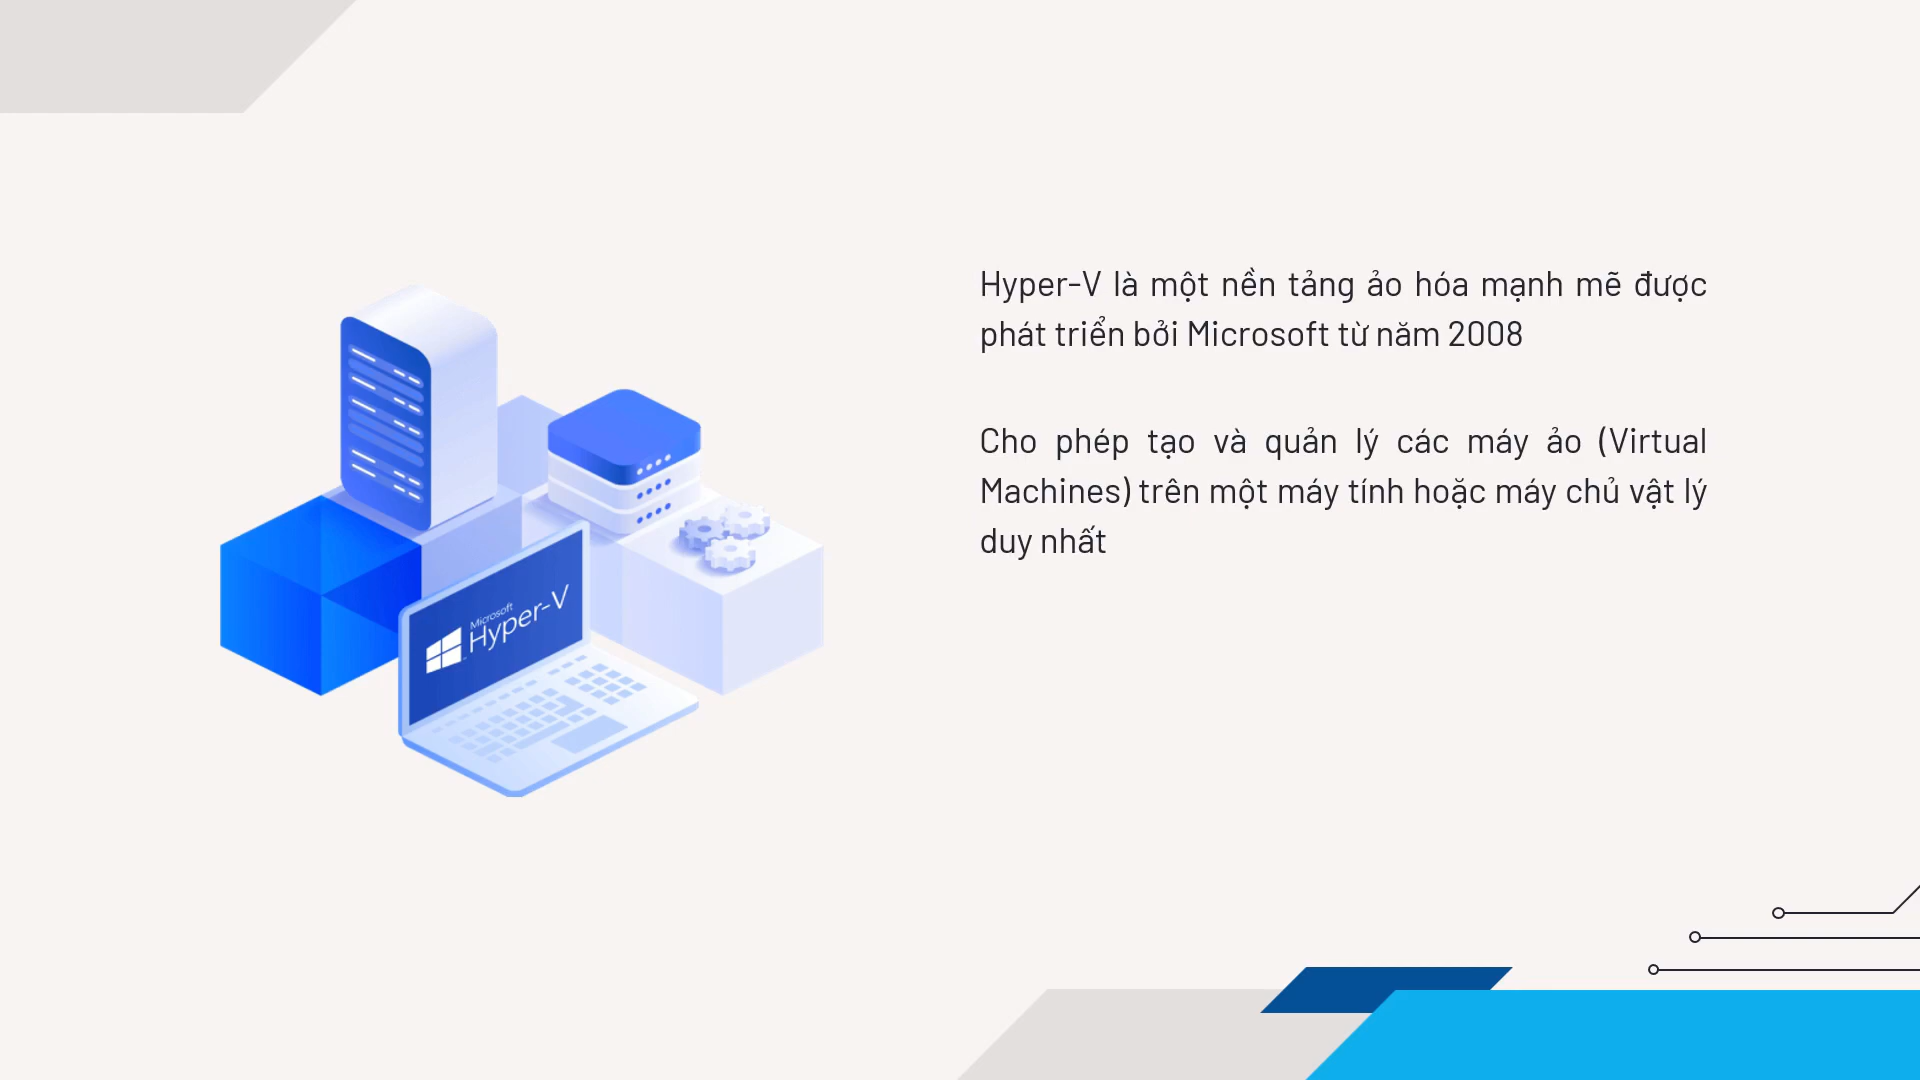 Hyper-V là một nền tảng ảo hóa mạnh mẽ được
phát triển bởi Microsoft từ năm 2008
Cho phép tạo và quản lý các máy ảo (Virtual
Machines) trên một máy tính hoặc máy chủ vật lý
duy nhất
Microsoft
Hyper-V